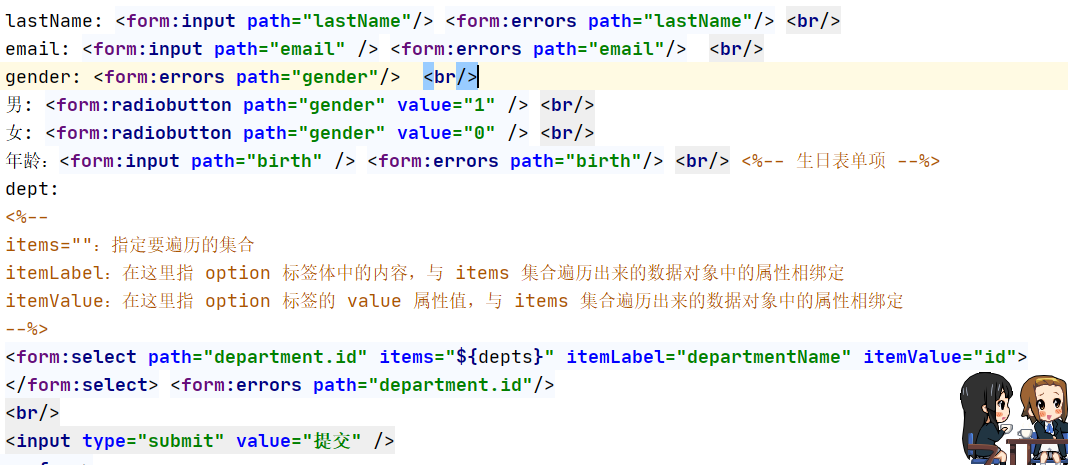 lastName: <form:input path="lastName"/> <form:errors path="lastName"/> <br/>
email: <form:input path="email" /> <form:errors path="email"/>  <br/>
gender: <form:errors path="gender"/>  <br/>
男: <form:radiobutton path="gender" value="1" /> <br/>
女: <form:radiobutton path="gender" value="0" /> <br/>
年龄：<form:input path="birth" /> <form:errors path="birth"/> <br/> <%-- 生日表单项 --%>
dept:
<%--
items=""：指定要遍历的集合
itemLabel：在这里指 option 标签体中的内容，与 items 集合遍历出来的数据对象中的属性相绑定
itemValue：在这里指 option 标签的 value 属性值，与 items 集合遍历出来的数据对象中的属性相绑定
--%>
<form:select path="department.id" items="${depts}" itemLabel="departmentName" itemValue="id">
</form:select> <form:errors path="department.id"/>
<br/>
<input type="submit" value="提交" />